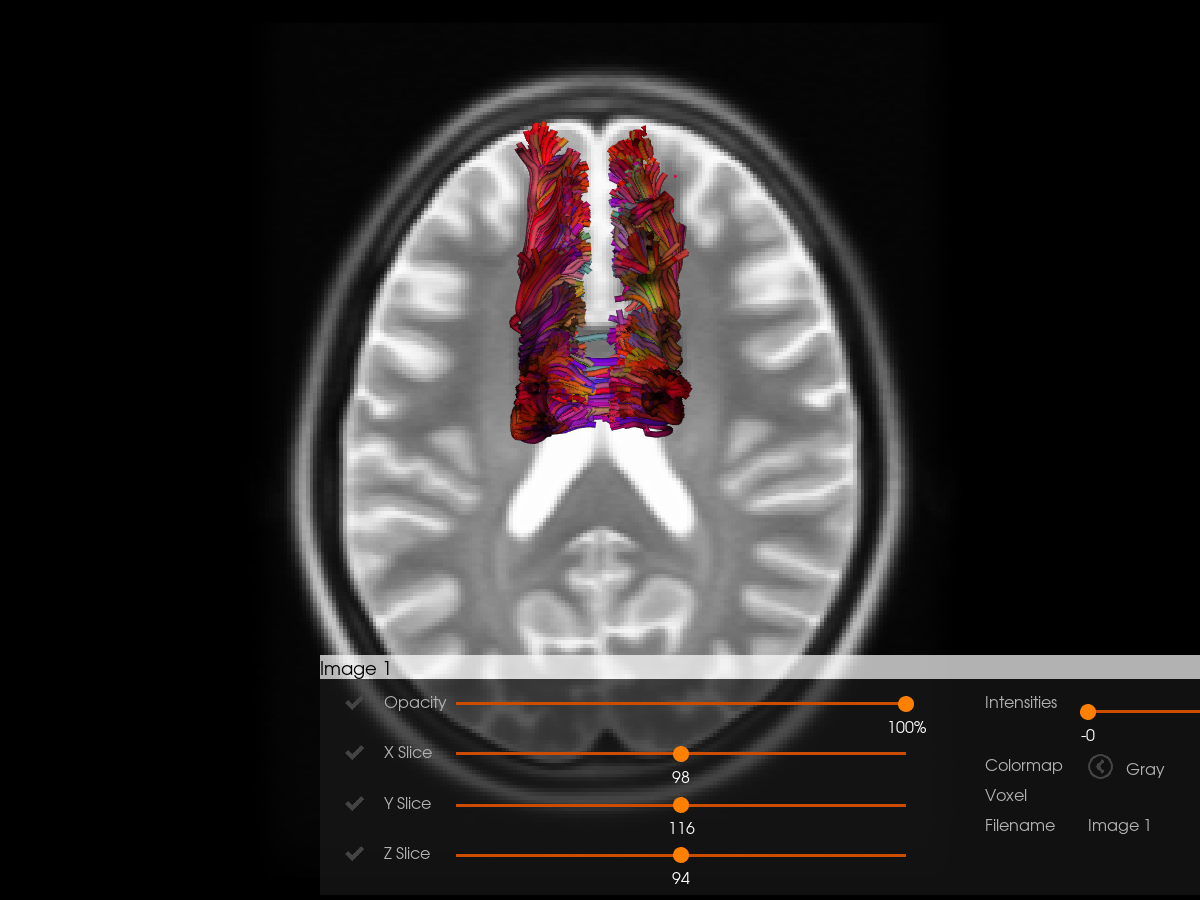 Image 1
Opacity
100%
X Slice
98
Y Slice
116
Z Slice
94
Intensities
-0
Colormap
Gray
Voxel
Filename
Image 1